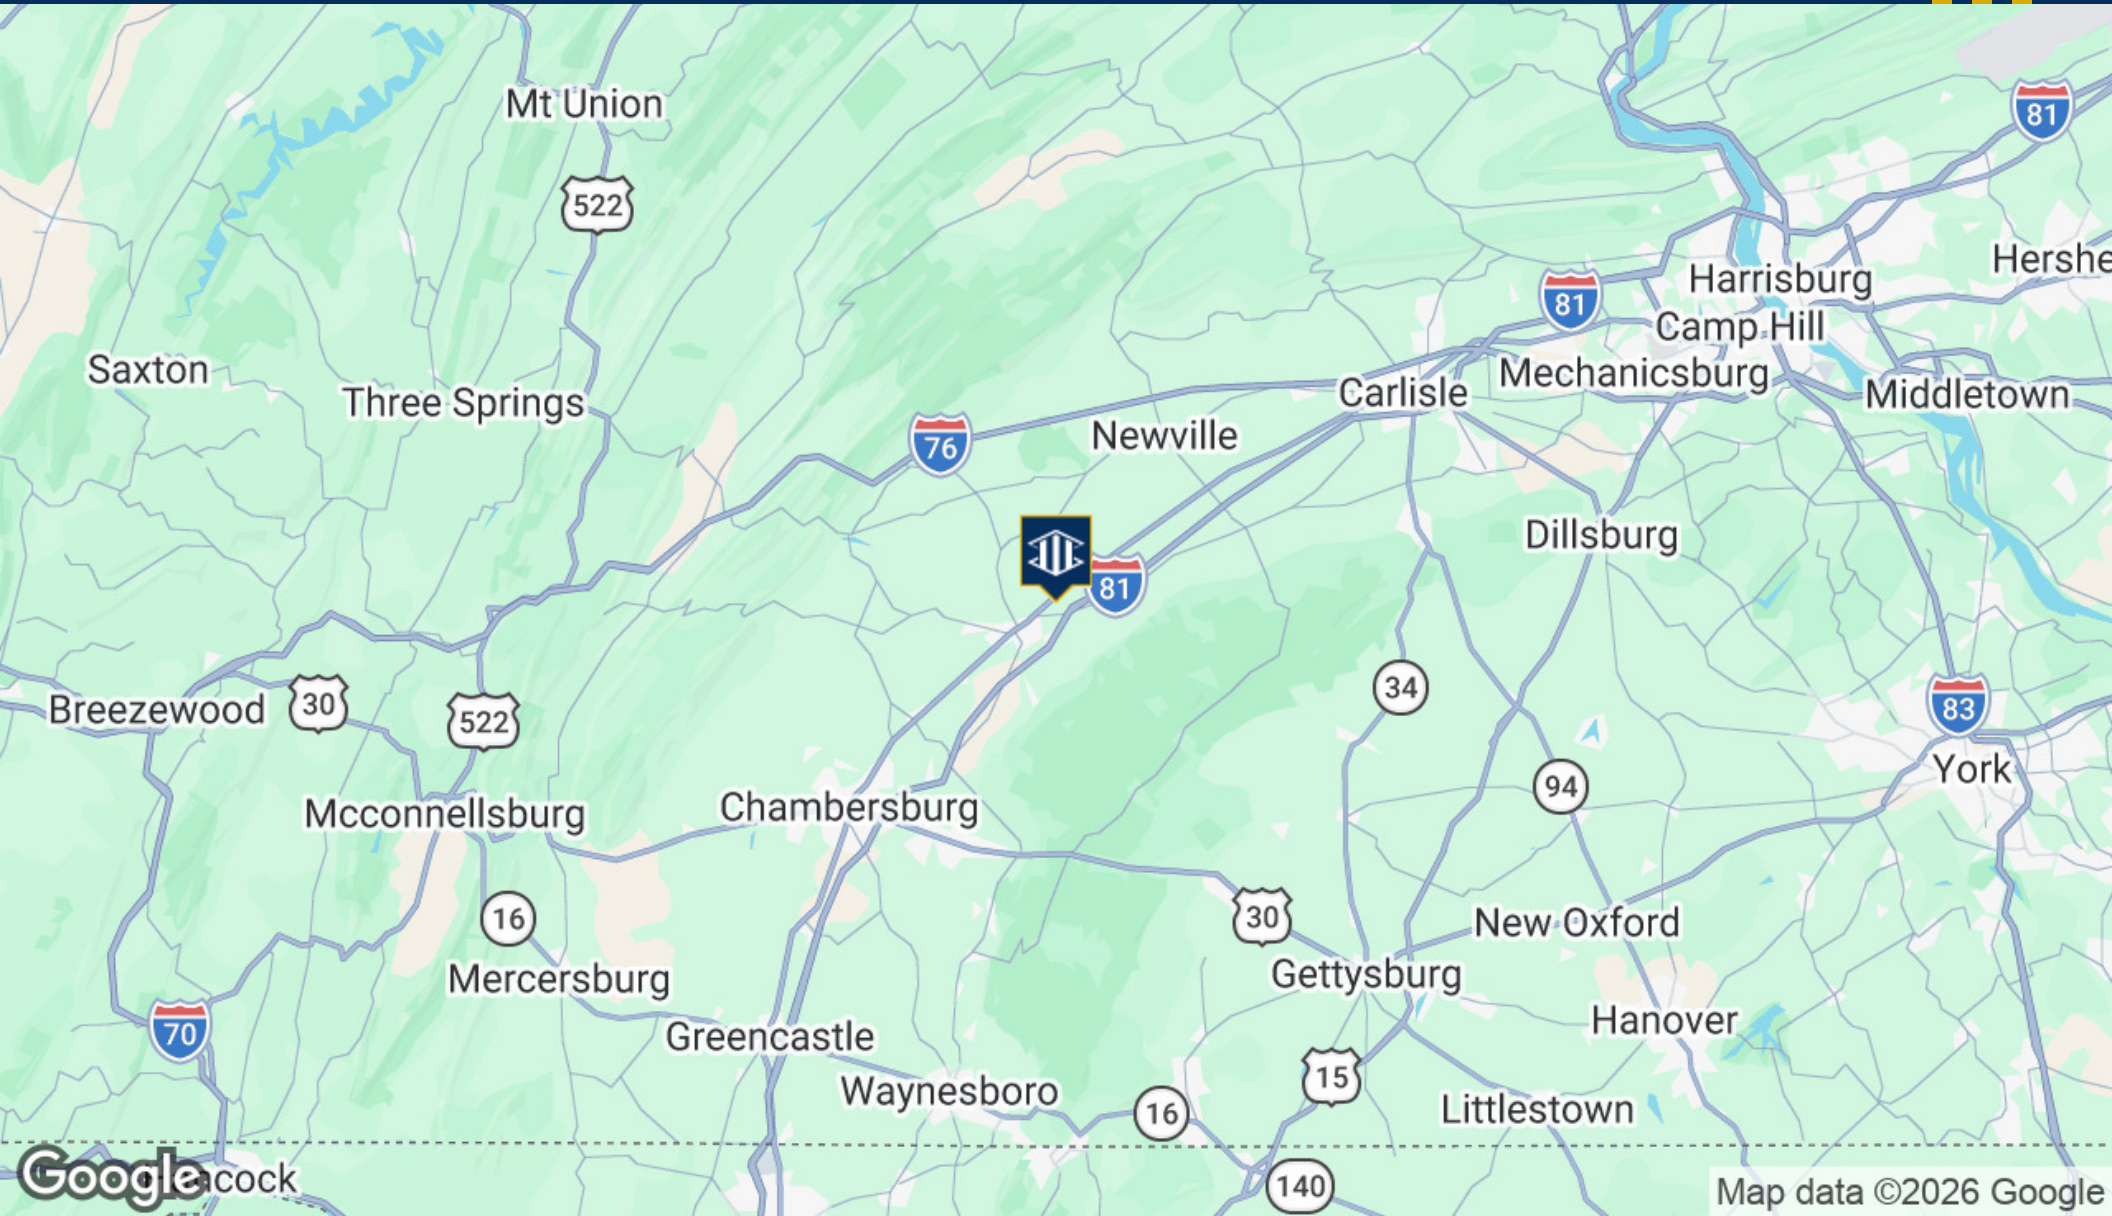 Mt Union
81
522
Hershe
Harrisburg
81
Camp Hill
Saxton
Mechanicsburg
Carlisle
Middletown
Three Springs
Newville
76
Dillsburg
81
34
30
Breezewood
522
83
York
94
Chambersburg
Mcconnellsburg
16
30
New Oxford
Gettysburg
Mercersburg
Hanover
70
Greencastle
15
Waynesboro
16
Littlestown
Google
cock
140
Map data ©2026 Google